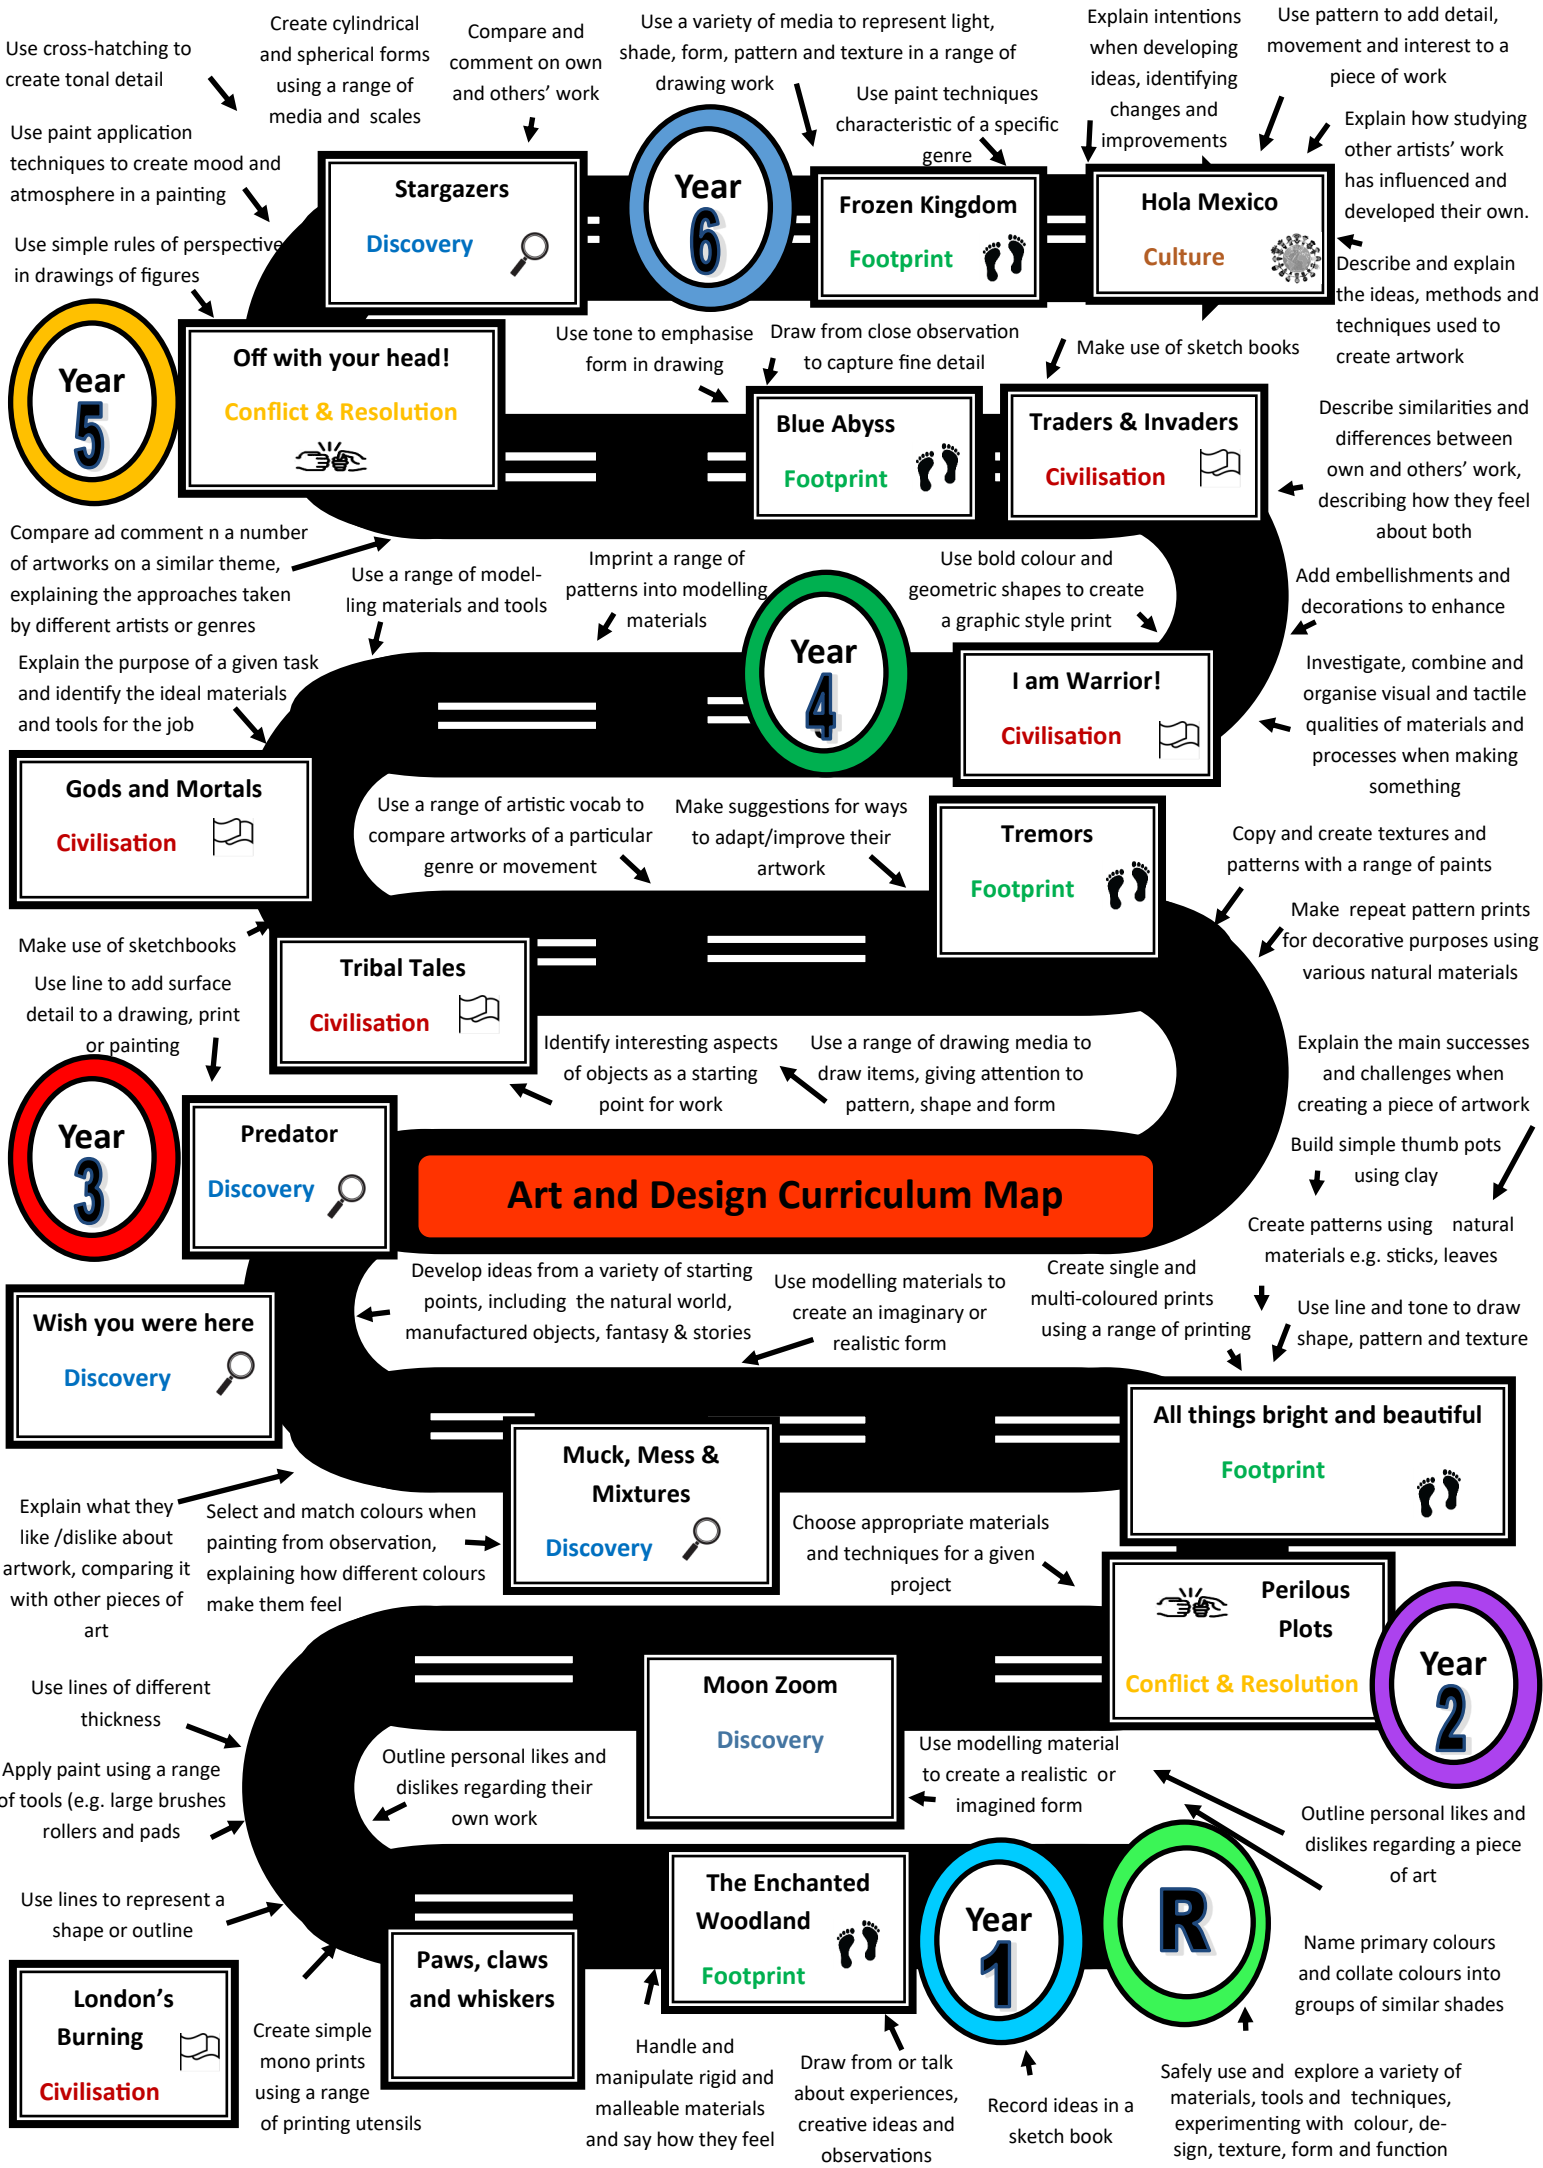 Use cross-hatching to
create tonal detail
Create cylindrical
and spherical forms
using a range of
media and scales
Compare and
comment on own
and others' work
Use a variety of media to represent light,
shade, form, pattern and texture in a range of
drawing work
Use paint techniques
characteristic of a specific
genre
Explain intentions
when developing
ideas, identifying
changes and
improvements
Use pattern to add detail,
movement and interest to a
piece of work
Use paint application
techniques to create mood and
atmosphere in a painting
Explain how studying
other artists' work
has influenced and
developed their own.
Use simple rules of perspective
in drawings of figures
Stargazers
Discovery
Year
6
Frozen Kingdom
Footprint
Hola Mexico
Culture
Describe and explain
the ideas, methods and
techniques used to
create artwork
Year
5
Off with your head!
Conflict & Resolution
Use tone to emphasise
form in drawing
Draw from close observation
to capture fine detail
Make use of sketch books
Blue Abyss
Footprint
Traders & Invaders
Civilisation
Describe similarities and
differences between
own and others' work,
describing how they feel
about both
Compare ad comment n a number
of artworks on a similar theme,
explaining the approaches taken
by different artists or genres
Use a range of model-
ling materials and tools
Imprint a range of
patterns into modelling
materials
Use bold colour and
geometric shapes to create
a graphic style print
Add embellishments and
decorations to enhance
Explain the purpose of a given task
and identify the ideal materials
and tools for the job
Year
4
I am Warrior!
Civilisation
Investigate, combine and
organise visual and tactile
qualities of materials and
processes when making
something
Gods and Mortals
Civilisation
Use a range of artistic vocab to
compare artworks of a particular
genre or movement
Make suggestions for ways
to adapt/improve their
artwork
Tremors
Footprint
Copy and create textures and
patterns with a range of paints
Make repeat pattern prints
for decorative purposes using
various natural materials
Make use of sketchbooks
Use line to add surface
detail to a drawing, print
or painting
Tribal Tales
Civilisation
Identify interesting aspects
of objects as a starting
point for work
Use a range of drawing media to
draw items, giving attention to
pattern, shape and form
Explain the main successes
and challenges when
creating a piece of artwork
Year
3
Predator
Discovery
Art and Design Curriculum Map
Build simple thumb pots
using clay
Create patterns using natural
materials e.g. sticks, leaves
Wish you were here
Discovery
Develop ideas from a variety of starting
points, including the natural world,
manufactured objects, fantasy & stories
Use modelling materials to
create an imaginary or
realistic form
Create single and
multi-coloured prints
using a range of printing
Use line and tone to draw
shape, pattern and texture
All things bright and beautiful
Footprint
Muck, Mess &
Mixtures
Discovery
Explain what they
like /dislike about
artwork, comparing it
with other pieces of
art
Select and match colours when
painting from observation,
explaining how different colours
make them feel
Choose appropriate materials
and techniques for a given
project
Perilous
Plots
Conflict & Resolution
Year
2
Use lines of different
thickness
Moon Zoom
Discovery
Apply paint using a range
of tools (e.g. large brushes
rollers and pads
Outline personal likes and
dislikes regarding their
own work
Use modelling material
to create a realistic or
imagined form
Outline personal likes and
dislikes regarding a piece
of art
Use lines to represent a
shape or outline
The Enchanted
Woodland
Footprint
Year
1
R
Name primary colours
and collate colours into
groups of similar shades
London's
Burning
Civilisation
Create simple
mono prints
using a range
of printing utensils
Paws, claws
and whiskers
Handle and
manipulate rigid and
malleable materials
and say how they feel
Draw from or talk
about experiences,
creative ideas and
observations
Record ideas in a
sketch book
Safely use and explore a variety of
materials, tools and techniques,
experimenting with colour, de-
sign, texture, form and function